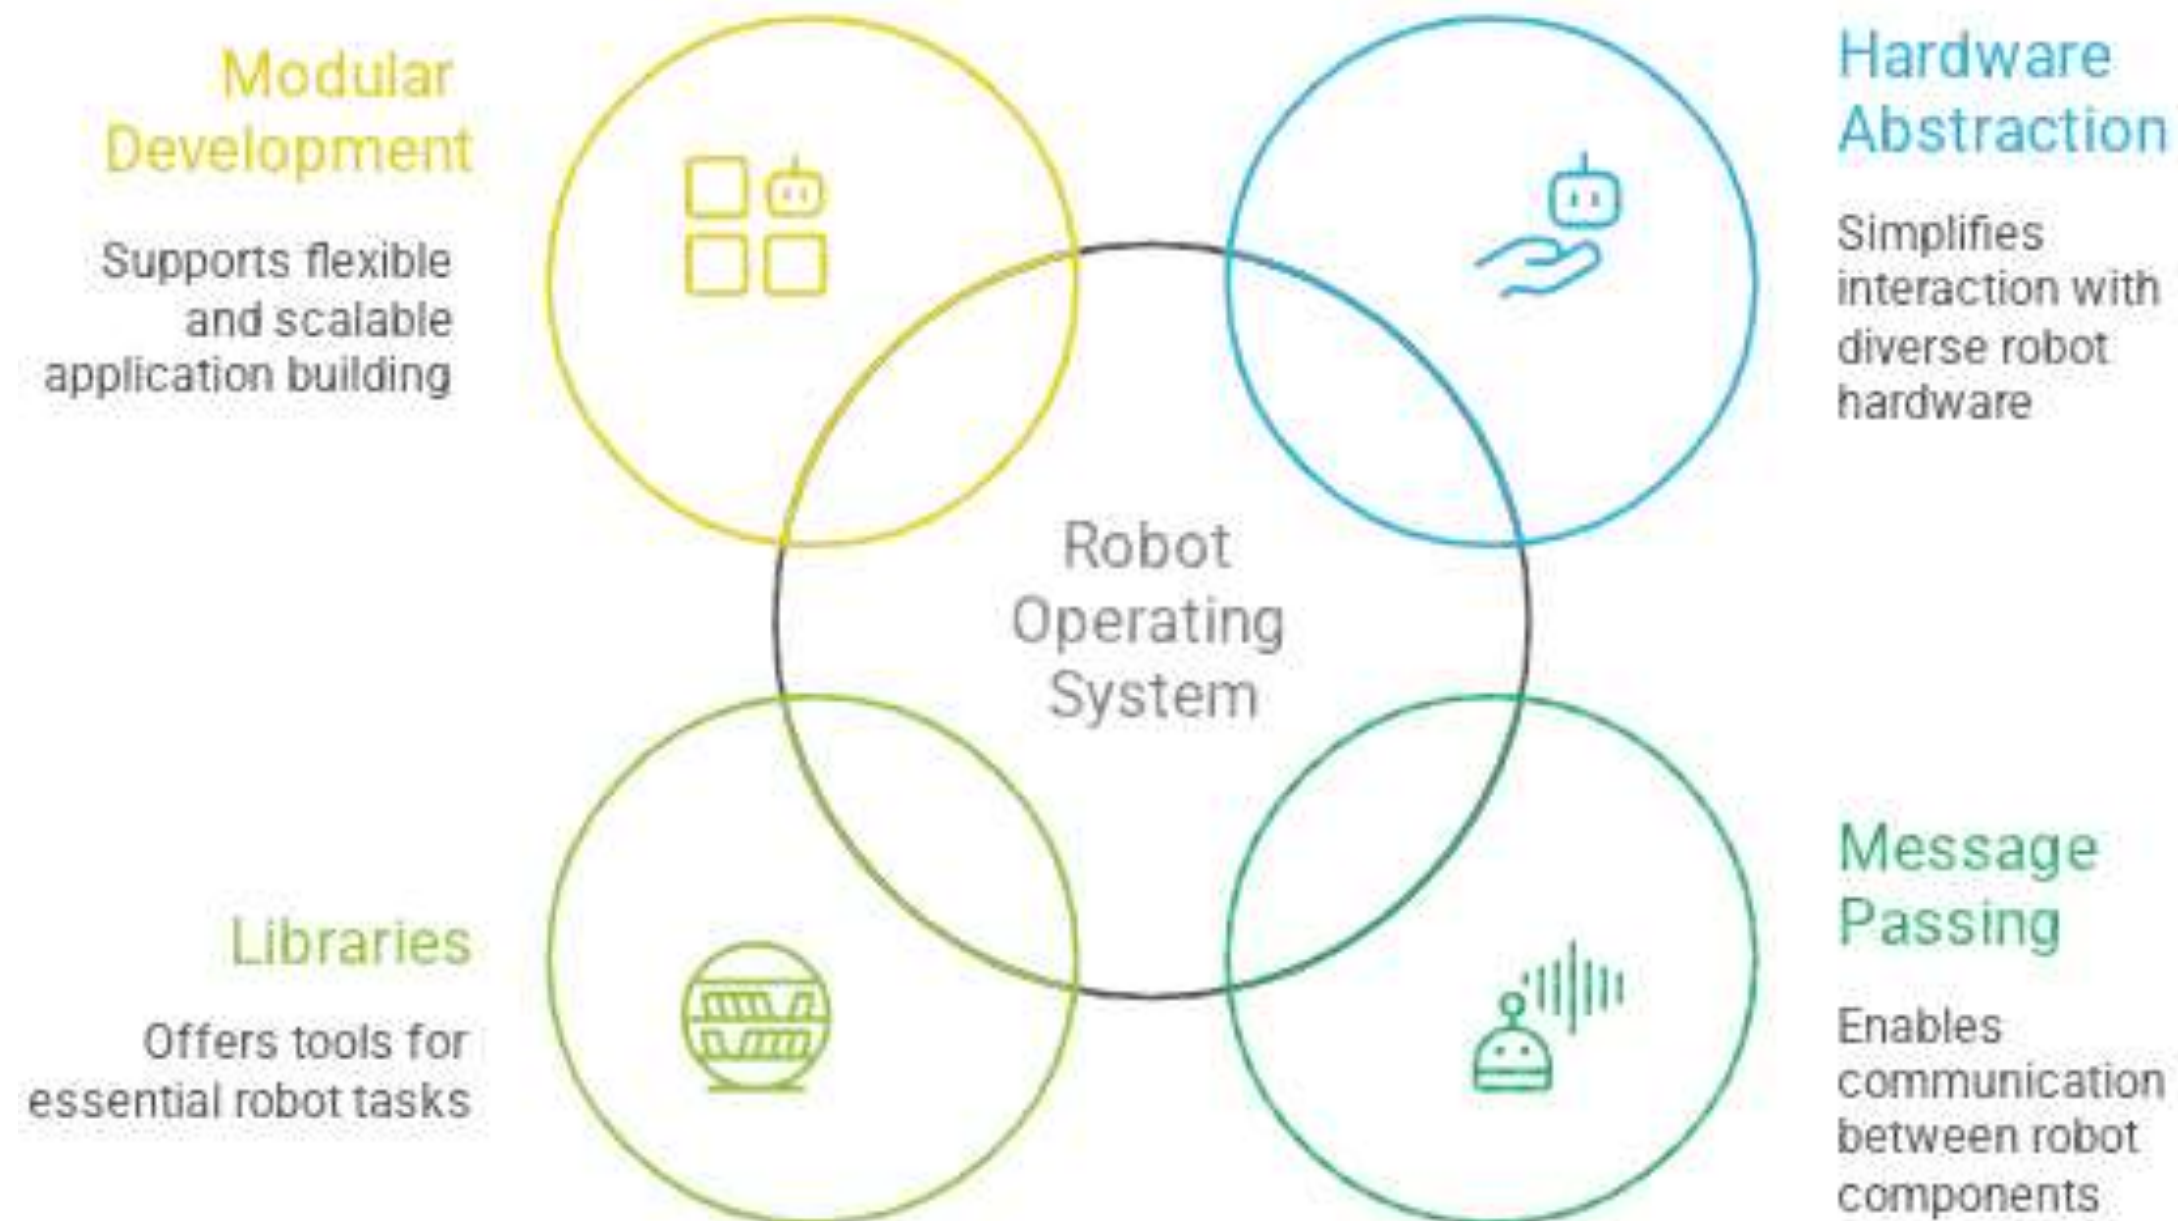 Modular
Development
Supports flexible
and scalable
application building
Hardware
Abstraction
Simplifies
interaction with
diverse robot
hardware
Robot
Operating
System
Libraries
Offers tools for
essential robot tasks
Message
Passing
Enables
communication
between robot
components